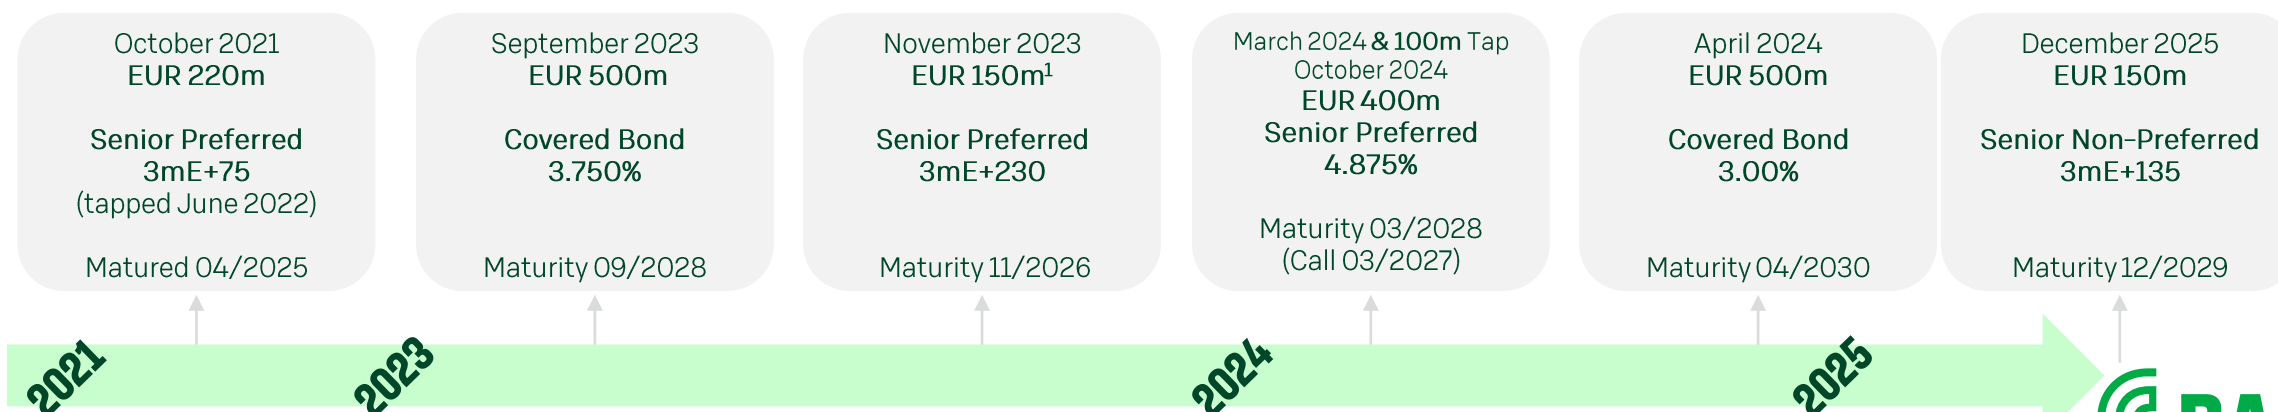 October 2021
EUR 220m
Senior Preferred
3mE+75
(tapped June 2022)
Matured 04/2025
September 2023
EUR 500m
Covered Bond
3.750%
Maturity 09/2028
November 2023
EUR 150m¹
Senior Preferred
3mE+230
Maturity 11/2026
March 2024 & 100m Tap
October 2024
EUR 400m
Senior Preferred
4.875%
Maturity 03/2028
(Call 03/2027)
April 2024
EUR 500m
Covered Bond
3.00%
Maturity 04/2030
December 2025
EUR 150m
Senior Non-Preferred
3mE+135
Maturity 12/2029
2021
2023
2024
2025